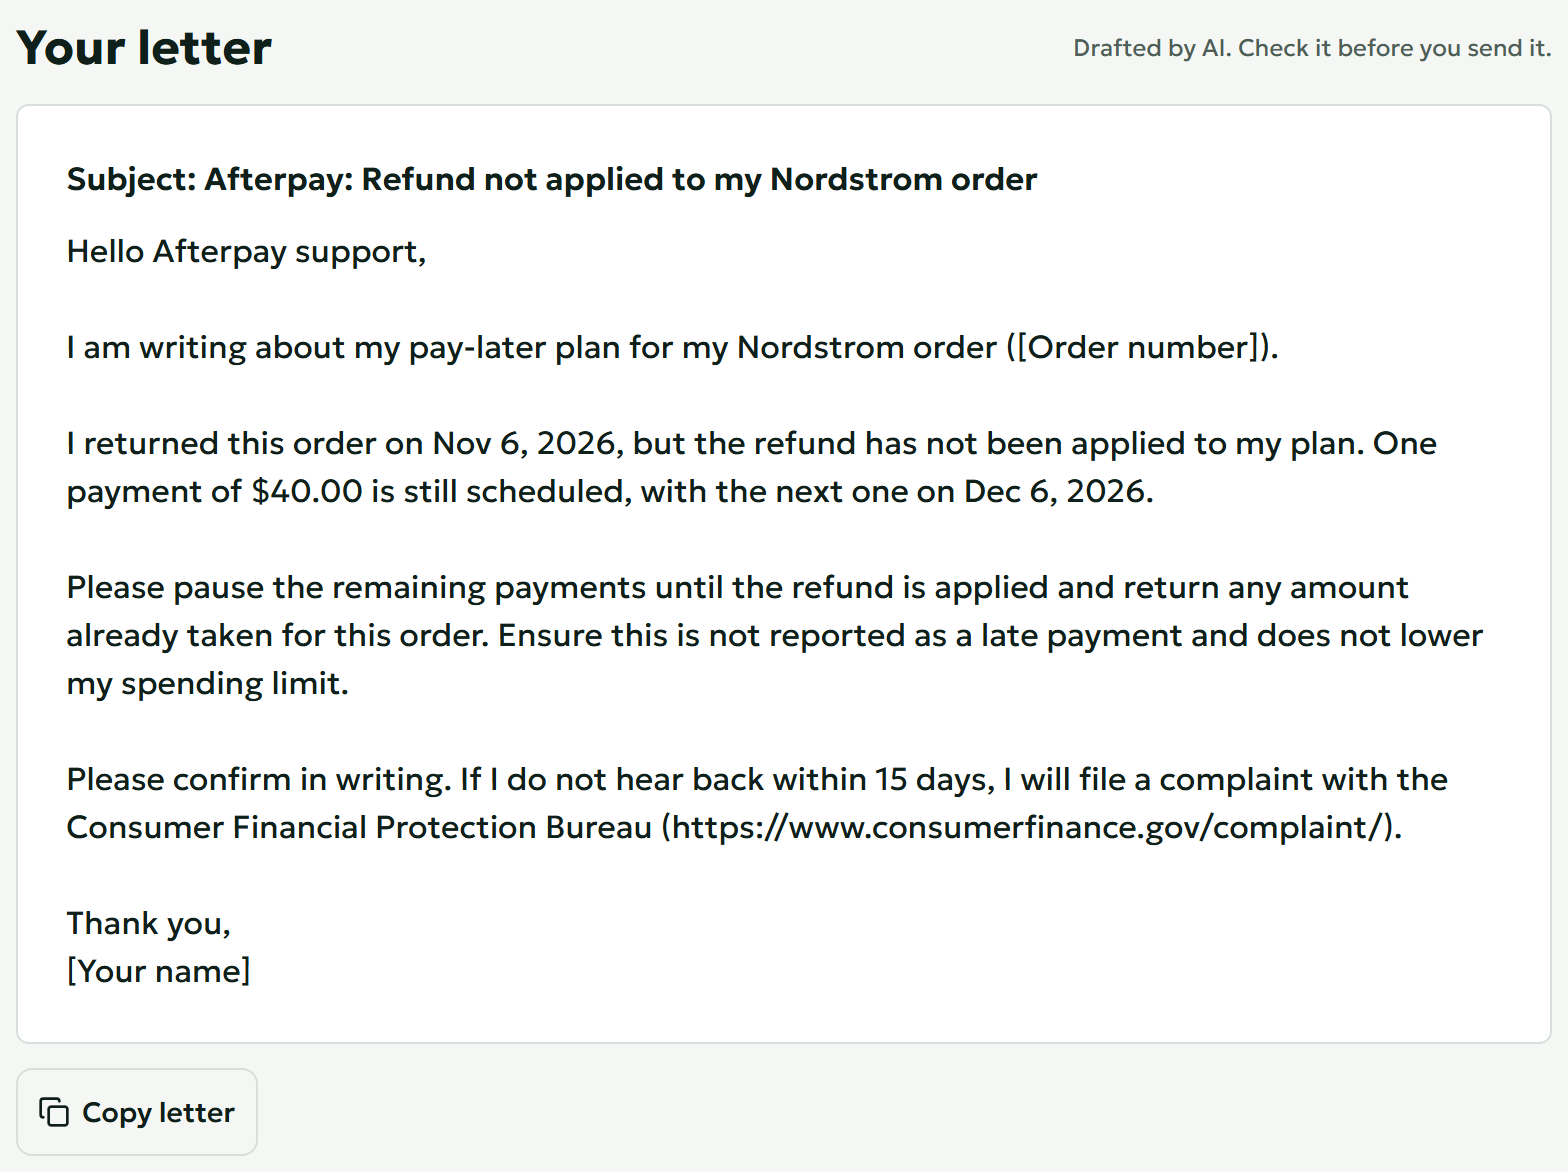 Your letter
Drafted by AI. Check it before you send it.
Subject: Afterpay: Refund not applied to my Nordstrom order
Hello Afterpay support,
I am writing about my pay-later plan for my Nordstrom order ([Order number]).
I returned this order on Nov 6, 2026, but the refund has not been applied to my plan. One
payment of $40.00 is still scheduled, with the next one on Dec 6, 2026.
Please pause the remaining payments until the refund is applied and return any amount
already taken for this order. Ensure this is not reported as a late payment and does not lower
my spending limit.
Please confirm in writing. If I do not hear back within 15 days, I will file a complaint with the
Consumer Financial Protection Bureau (https://www.consumerfinance.gov/complaint/).
Thank you,
[Your name]
Copy letter